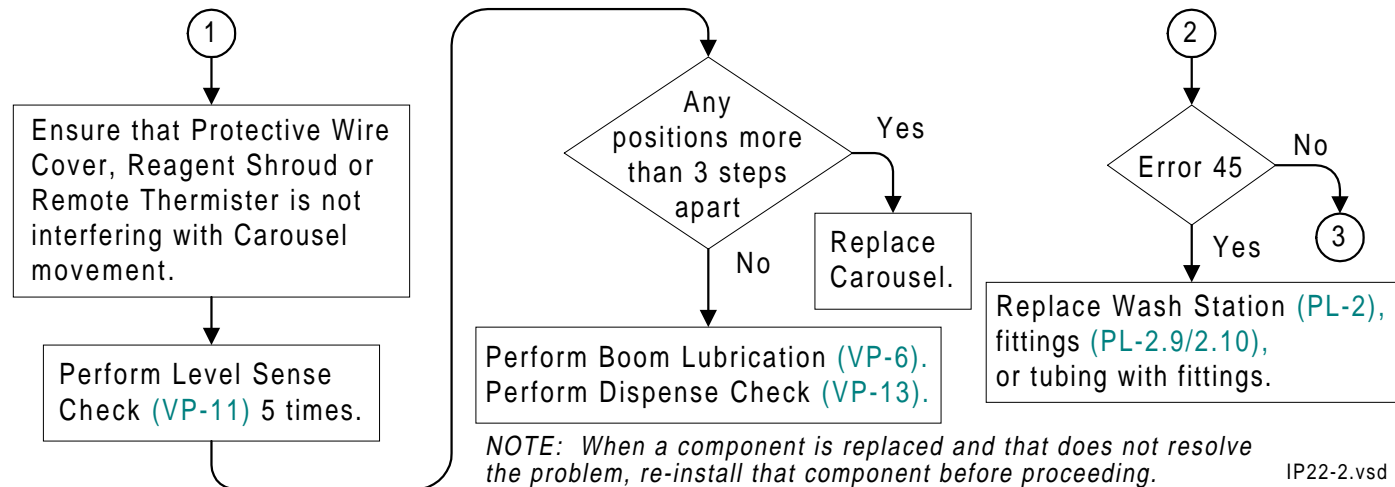 1
Ensure that Protective Wire
Cover, Reagent Shroud or
Remote Thermister is not
interfering with Carousel
movement.
Perform Level Sense
Check (VP-11) 5 times.
Any
positions more
than 3 steps
apart
Yes
Replace
Carousel.
No
Perform Boom Lubrication (VP-6).
Perform Dispense Check (VP-13).
2
Error 45
No
3
Yes
Replace Wash Station (PL-2),
fittings (PL-2.9/2.10),
or tubing with fittings.
NOTE: When a component is replaced and that does not resolve
the problem, re-install that component before proceeding.
IP22-2.vsd